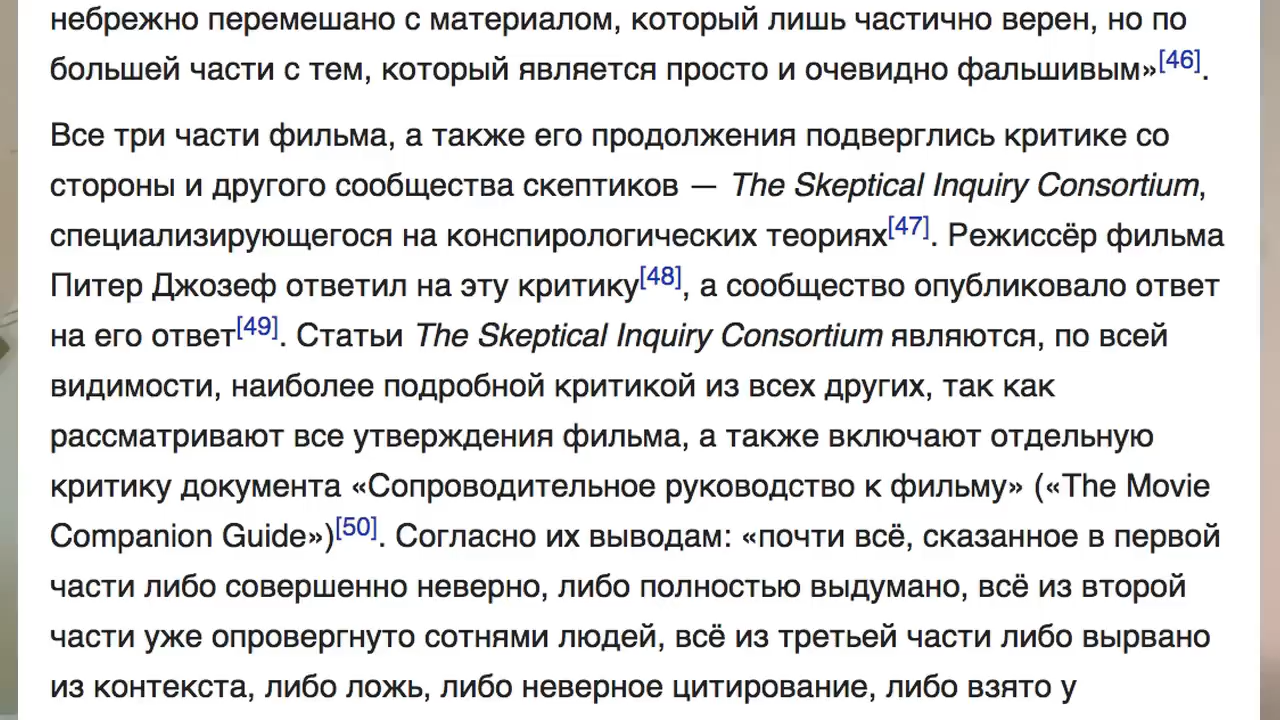 небрежно перемешано с материалом, который лишь частично верен, но по
большей части с тем, который является просто и очевидно фальшивым»[46].
Все три части фильма, а также его продолжения подверглись критике со
стороны и другого сообщества скептиков — The Skeptical Inquiry Consortium,
специализирующегося на конспирологических теориях[47]. Режиссёр фильма
Питер Джозеф ответил на эту критику[48], а сообщество опубликовало ответ
на его ответ[49]. Статьи The Skeptical Inquiry Consortium являются, по всей
видимости, наиболее подробной критикой из всех других, так как
рассматривают все утверждения фильма, а также включают отдельную
критику документа «Сопроводительное руководство к фильму» («The Movie
Companion Guide»)[50]. Согласно их выводам: «почти всё, сказанное в первой
части либо совершенно неверно, либо полностью выдумано, всё из второй
части уже опровергнуто сотнями людей, всё из третьей части либо вырвано
из контекста, либо ложь, либо неверное цитирование, либо взято у